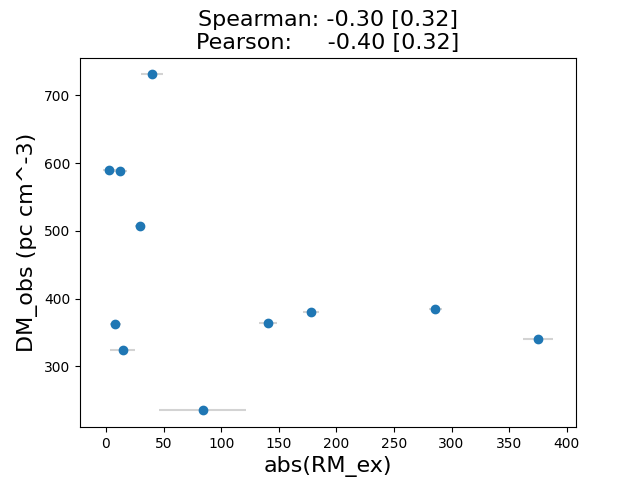 Spearman: -0.30 [0.32]
Pearson: -0.40 [0.32]
700
600
500
400
300
DM_obs (pc cm^-3)
0 50 100 150 200 250 300 350 400
abs(RM_ex)